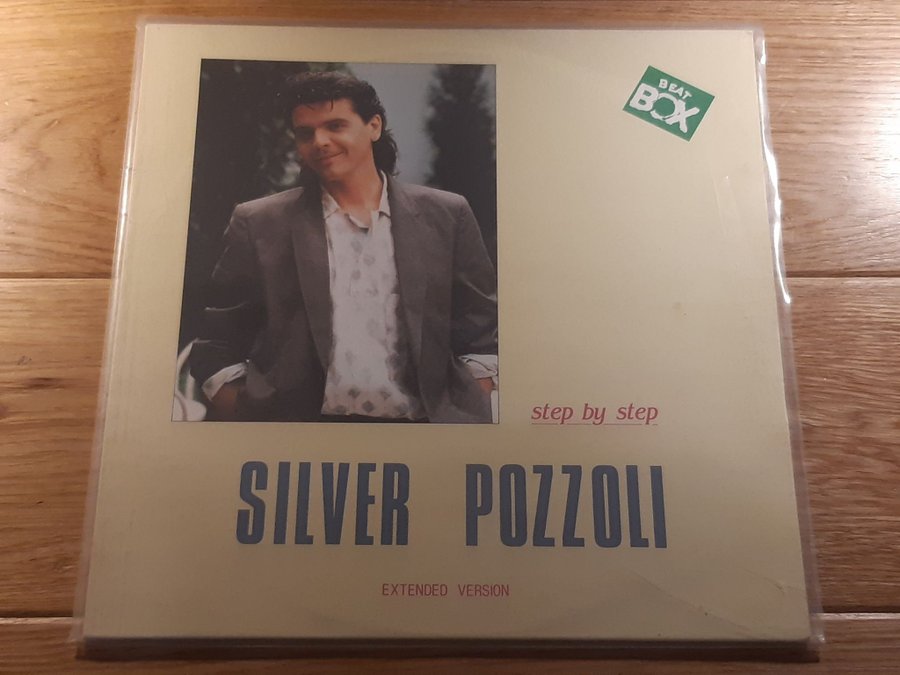 BEAT
BOX
step by step
SILVER POZZOLI
EXTENDED VERSION